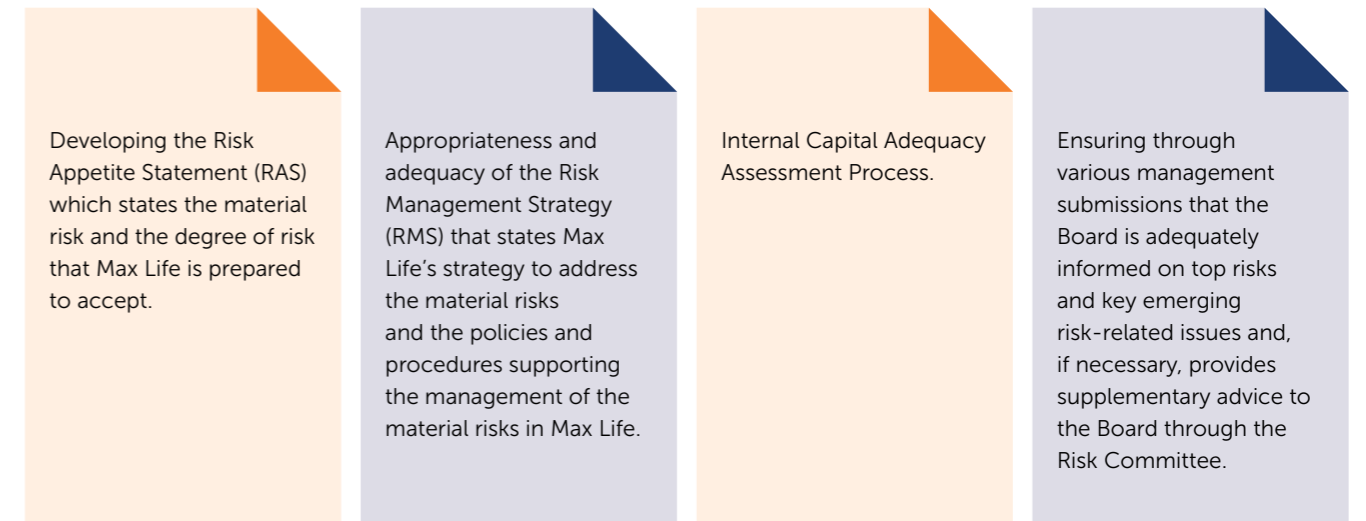 Developing the Risk
Appetite Statement (RAS)
which states the material
risk and the degree of risk
that Max Life is prepared
to accept.
Appropriateness and
adequacy of the Risk
Management Strategy
(RMS) that states Max
Life’s strategy to address
the material risks
and the policies and
procedures supporting
the management of the
material risks in Max Life.
Internal Capital Adequacy
Assessment Process.
Ensuring through
various management
submissions that the
Board is adequately
informed on top risks
and key emerging
risk-related issues and,
if necessary, provides
supplementary advice to
the Board through the
Risk Committee.